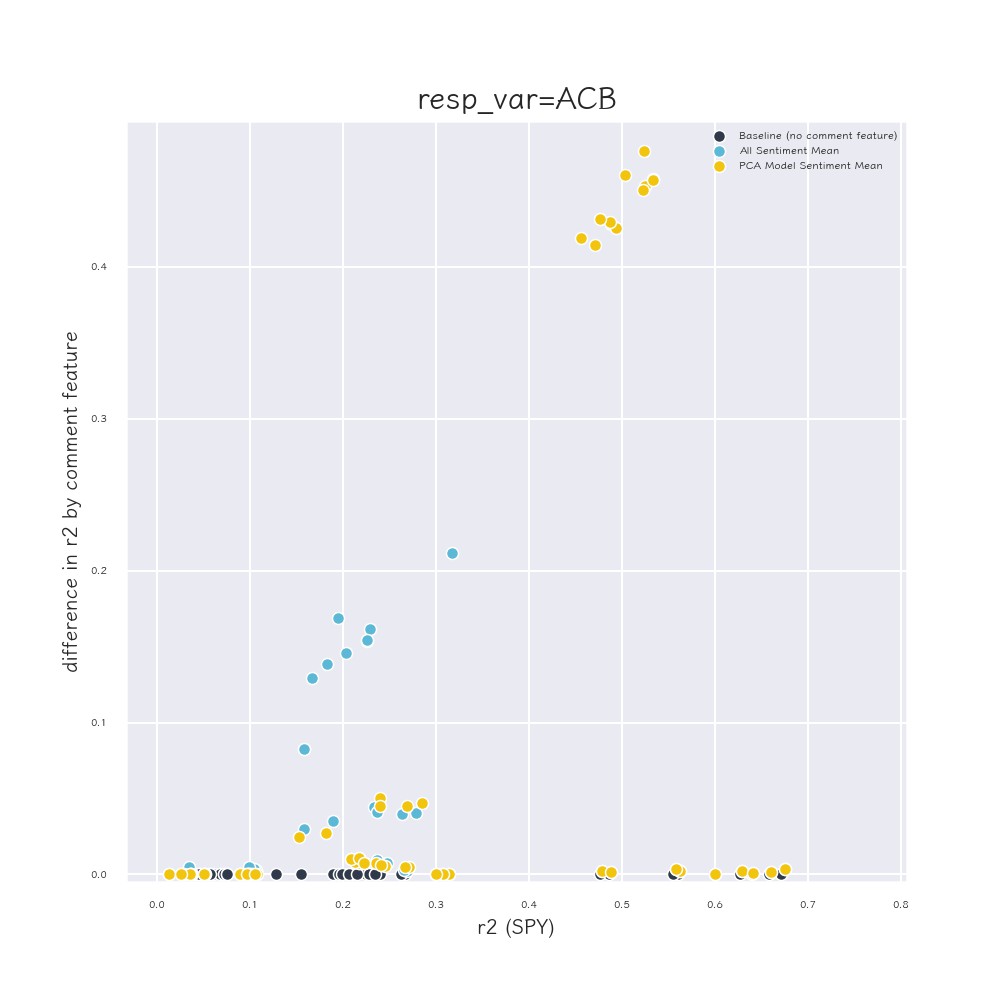 resp_var=ACB
Baseline (no comment feature)
All Sentiment Mean
PCA Model Sentiment Mean
difference in r2 by comment feature
0.4
0.3
0.2
0.1
0.0
0.0 0.1 0.2 0.3 0.4 0.5 0.6 0.7 0.8
r2 (SPY)